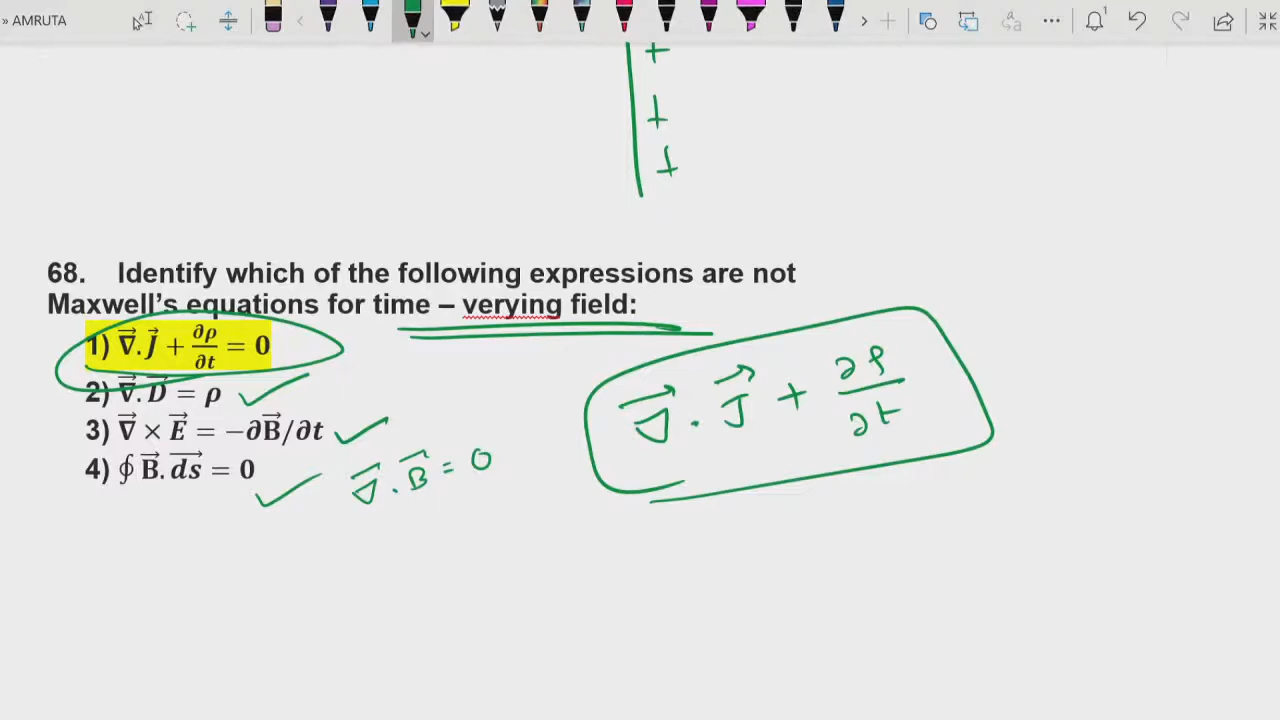 » AMRUTA
+
+
+
68. Identify which of the following expressions are not
Maxwell's equations for time – verying field:
1) ∇⃗.J⃗ + ∂ρ/∂t = 0
2) ∇⃗.D⃗ = ρ
3) ∇⃗ × E⃗ = −∂B⃗/∂t
4) ∮ B⃗.d⃗s⃗ = 0
∇⃗ . B⃗ = 0
∇⃗ . J⃗ + ∂ρ/∂t